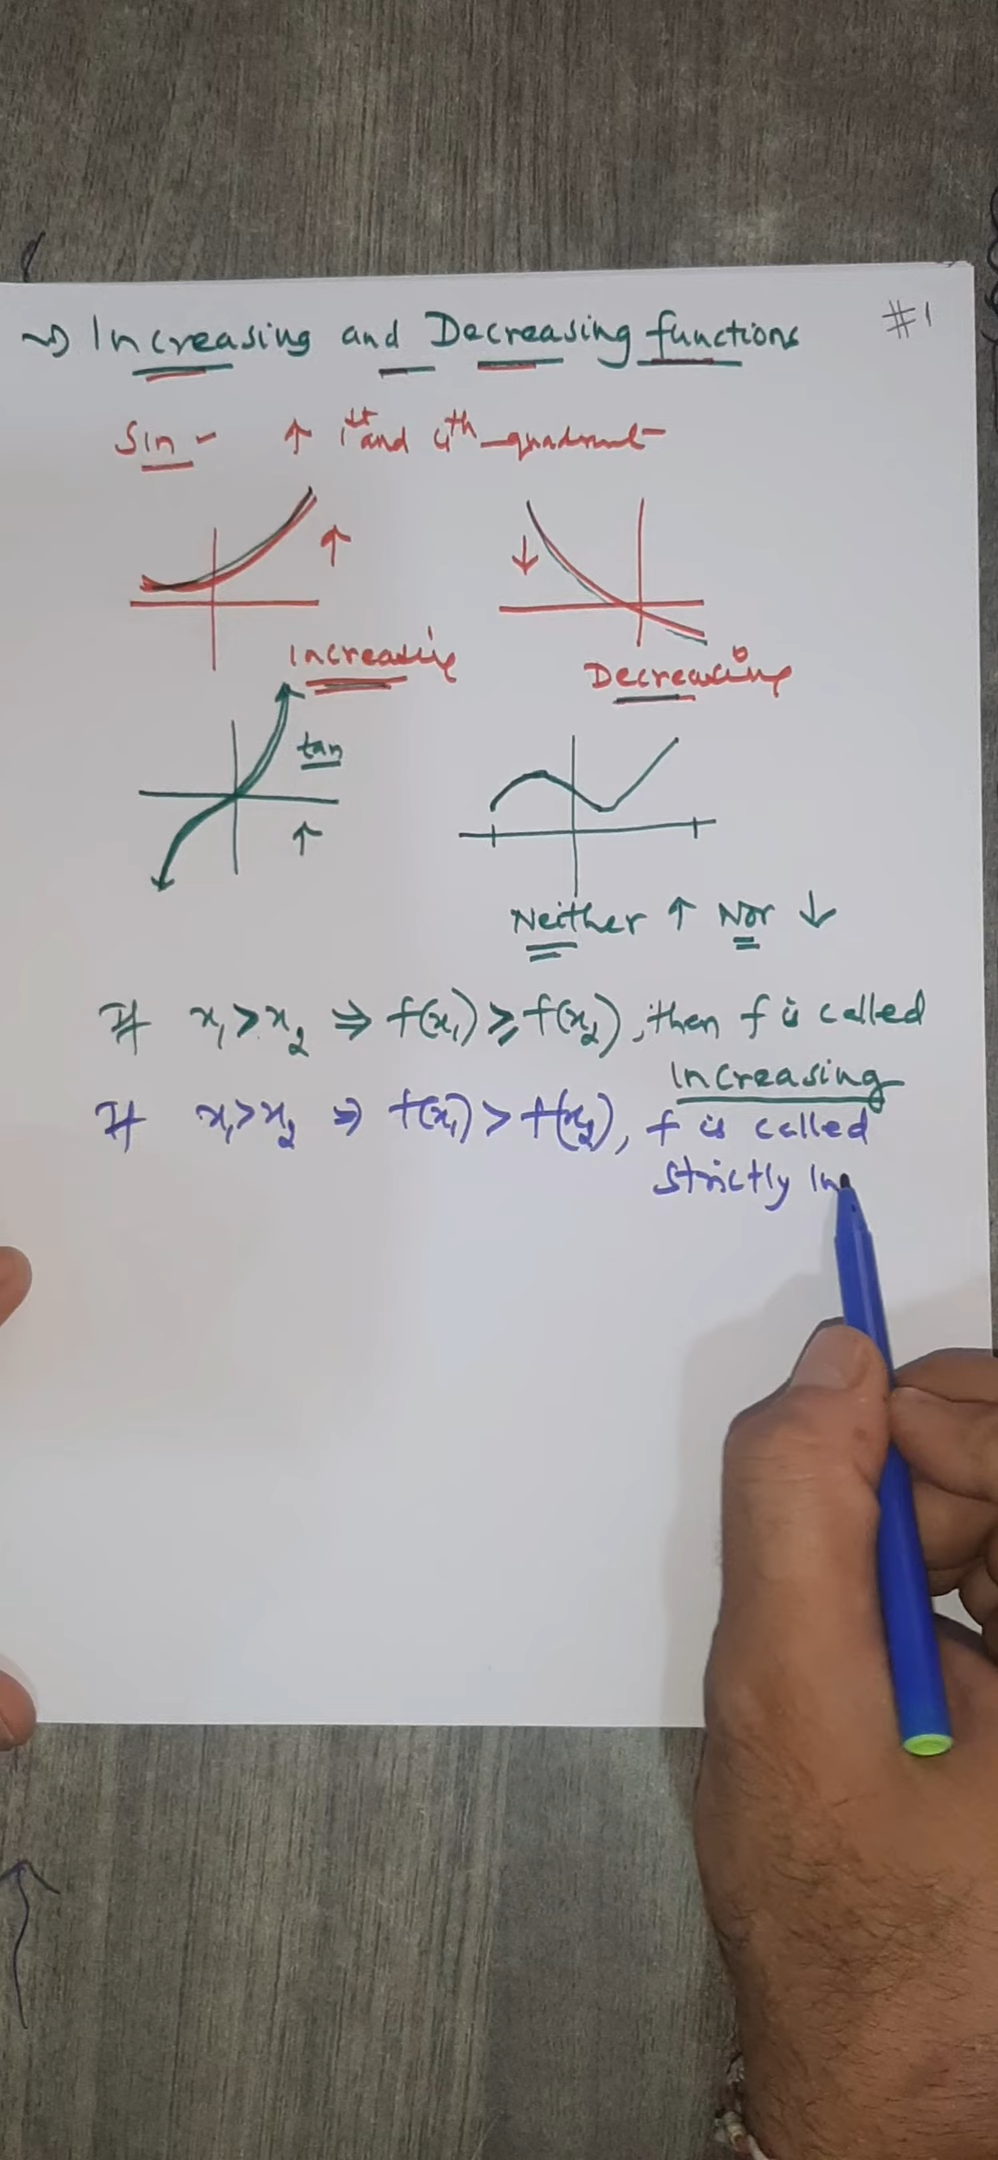 → Increasing and Decreasing functions #1
Sin - ↑ 1st and 4th quadrant
↑ ↓
Increasing Decreasing
tan
↑
Neither ↑ Nor ↓
If x₁>x₂ ⇒ f(x₁)≥f(x₂), then f is called
Increasing
If x₁>x₂ ⇒ f(x₁)>f(x₂), f is called
Strictly In